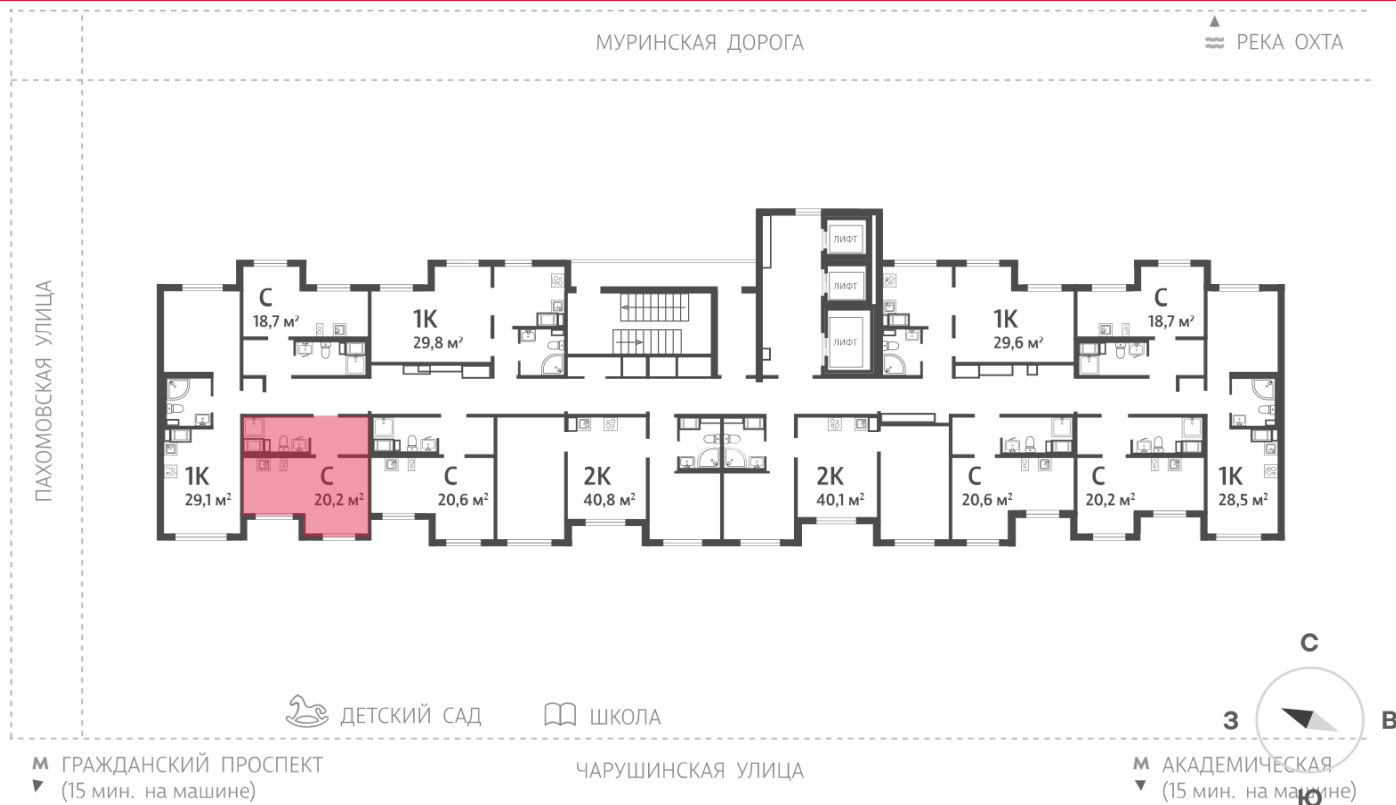 МУРИНСКАЯ ДОРОГА
РЕКА ОХТА
ПАХОМОВСКАЯ УЛИЦА
ЛИФТ
ЛИФТ
ЛИФТ
С
18,7 м²
1К
29,8 м²
1К
29,6 м²
С
18,7 м²
1К
29,1 м²
С
20,2 м²
С
20,6 м²
2К
40,8 м²
2К
40,1 м²
С
20,6 м²
С
20,2 м²
1К
28,5 м²
С
З
В
Ю
ДЕТСКИЙ САД
ШКОЛА
М ГРАЖДАНСКИЙ ПРОСПЕКТ
(15 мин. на машине)
ЧАРУШИНСКАЯ УЛИЦА
М АКАДЕМИЧЕСКАЯ
(15 мин. на машине)